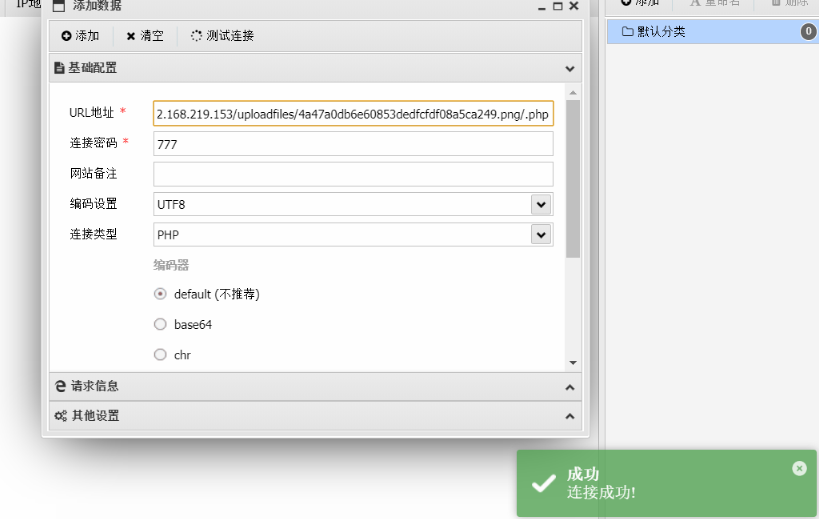 IP地
添加数据
添加 清空 测试连接
基础配置
URL地址 * 2.168.219.153/uploadfiles/4a47a0db6e60853dedfcfdf08a5ca249.png/.php
连接密码 * 777
网站备注
编码设置 UTF8
连接类型 PHP
编码器
default (不推荐)
base64
chr
请求信息
其他设置
添加 A 重命名 删除
默认分类 0
成功
连接成功!